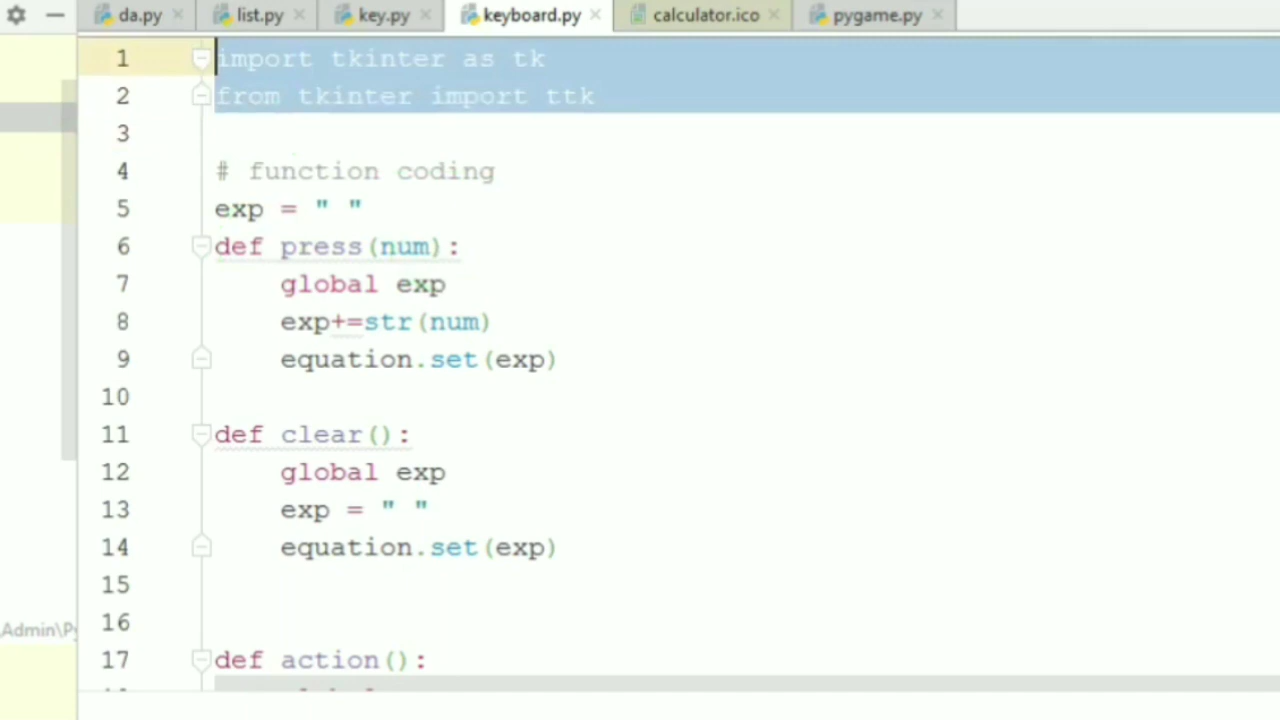 da.py list.py key.py keyboard.py calculator.ico pygame.py
1 import tkinter as tk
2 from tkinter import ttk
3
4 # function coding
5 exp = " "
6 def press(num):
7 global exp
8 exp+=str(num)
9 equation.set(exp)
10
11 def clear():
12 global exp
13 exp = " "
14 equation.set(exp)
15
16
\Admin\Py
17 def action():